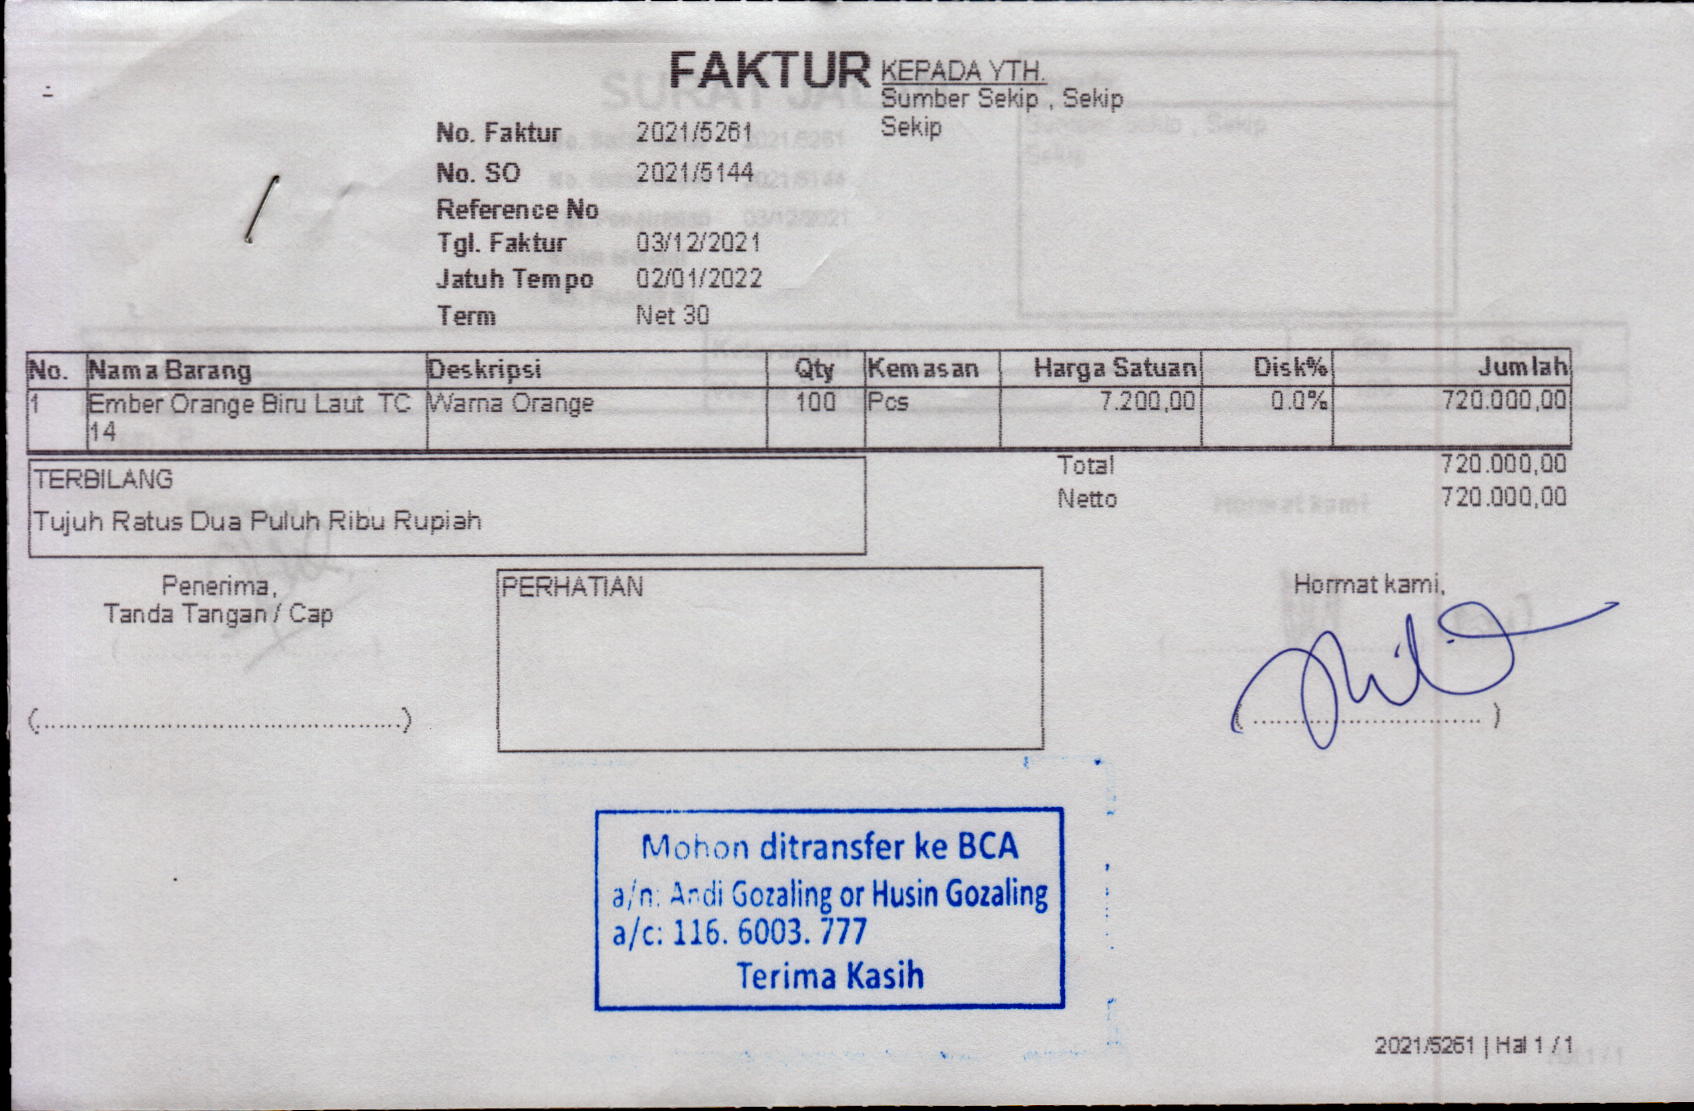 FAKTUR
KEPADA YTH.
Sumber Sekip , Sekip
Sekip
No. Faktur 2021/5261
No. SO 2021/5144
Reference No
Tgl. Faktur 03/12/2021
Jatuh Tempo 02/01/2022
Term Net 30
No. Nama Barang Deskripsi Qty Kemasan Harga Satuan Disk% Jumlah
1 Ember Orange Biru Laut TC Warna Orange 100 Pcs 7.200,00 0.0% 720.000,00
14
Total 720.000,00
Netto 720.000,00
TERBILANG
Tujuh Ratus Dua Puluh Ribu Rupiah
Penerima,
Tanda Tangan / Cap
(................................................)
PERHATIAN
Hormat kami,
(..............................)
Mohon ditransfer ke BCA
a/n: Andi Gozaling or Husin Gozaling
a/c: 116. 6003. 777
Terima Kasih
2021/5261 | Hal 1 / 1